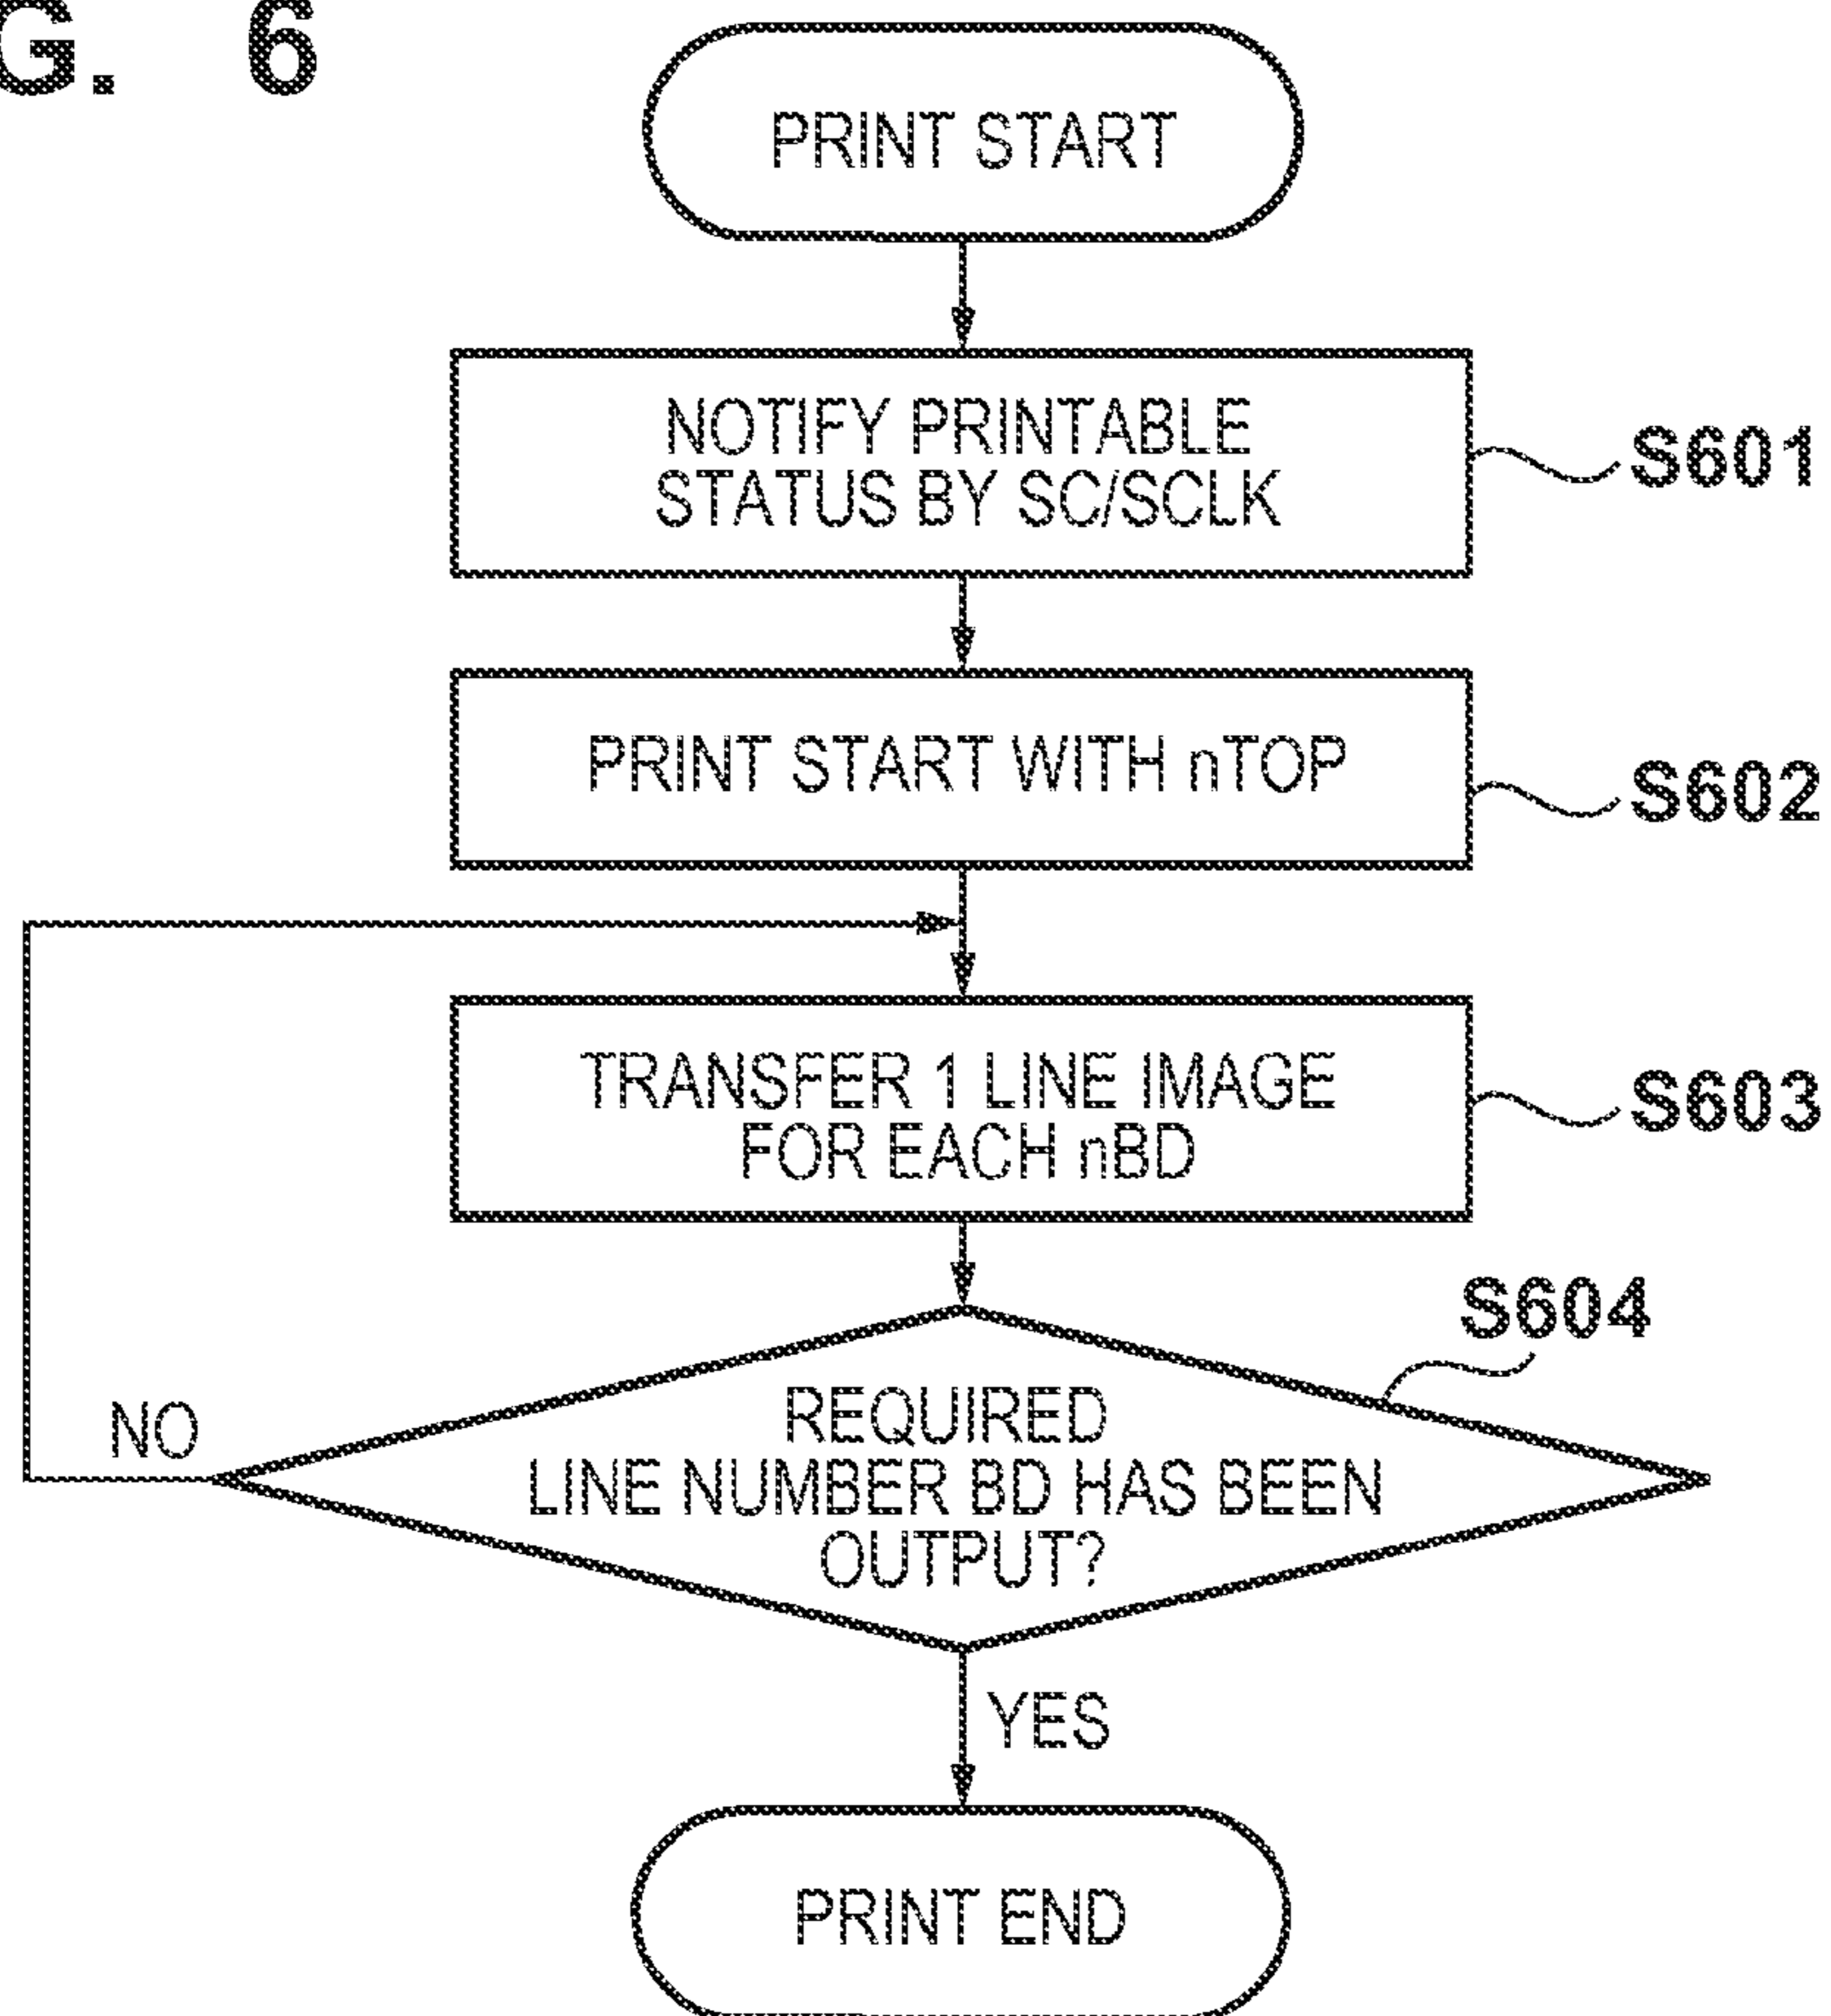 G. 6
PRINT START
NOTIFY PRINTABLE
STATUS BY SC/SCLK
S601
PRINT START WITH nTOP
S602
TRANSFER 1 LINE IMAGE
FOR EACH nBD
S603
S604
REQUIRED
LINE NUMBER BD HAS BEEN
OUTPUT?
NO
YES
PRINT END